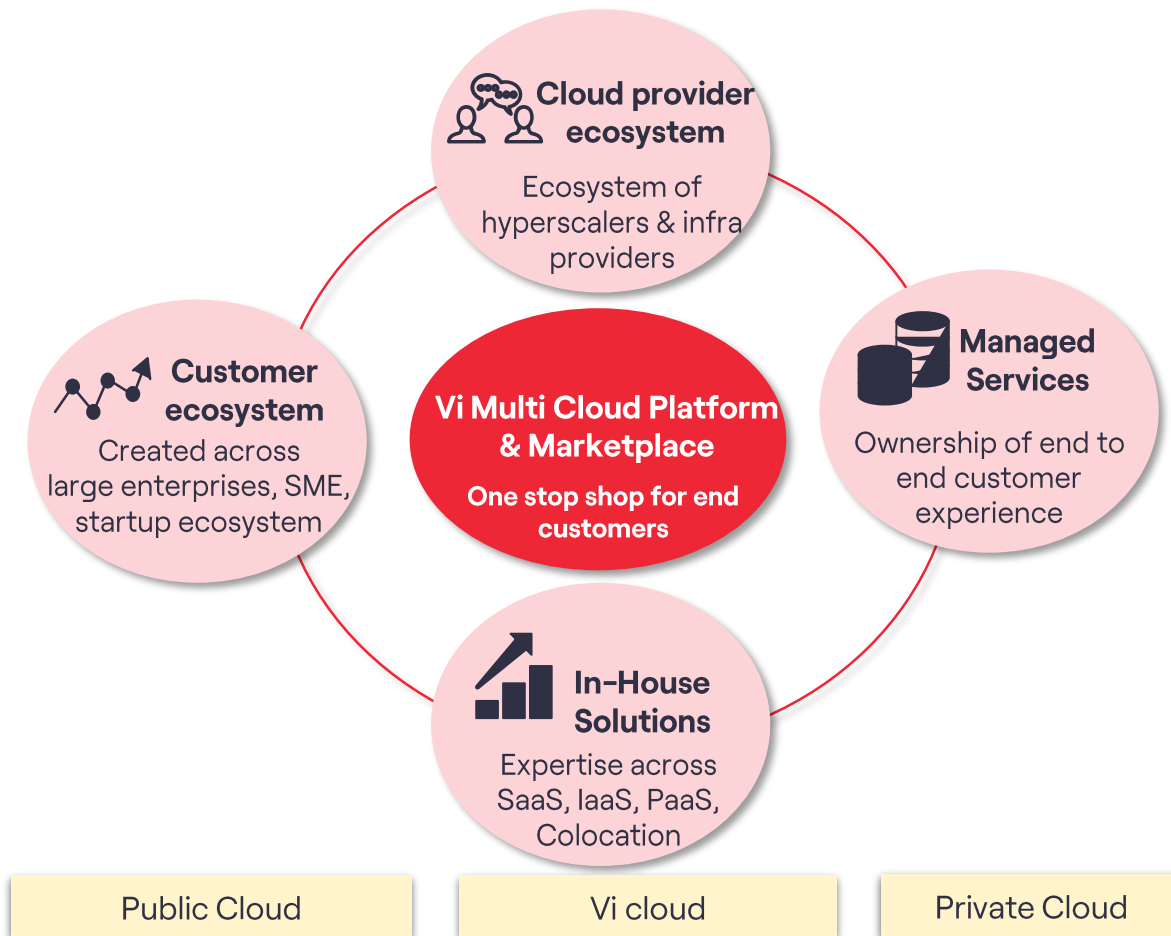 Cloud provider
ecosystem
Ecosystem of
hyperscalers & infra
providers
Customer
ecosystem
Created across
large enterprises, SME,
startup ecosystem
Vi Multi Cloud Platform
& Marketplace
One stop shop for end
customers
Managed
Services
Ownership of end to
end customer
experience
In-House
Solutions
Expertise across
SaaS, IaaS, PaaS,
Colocation
Public Cloud
Vi cloud
Private Cloud